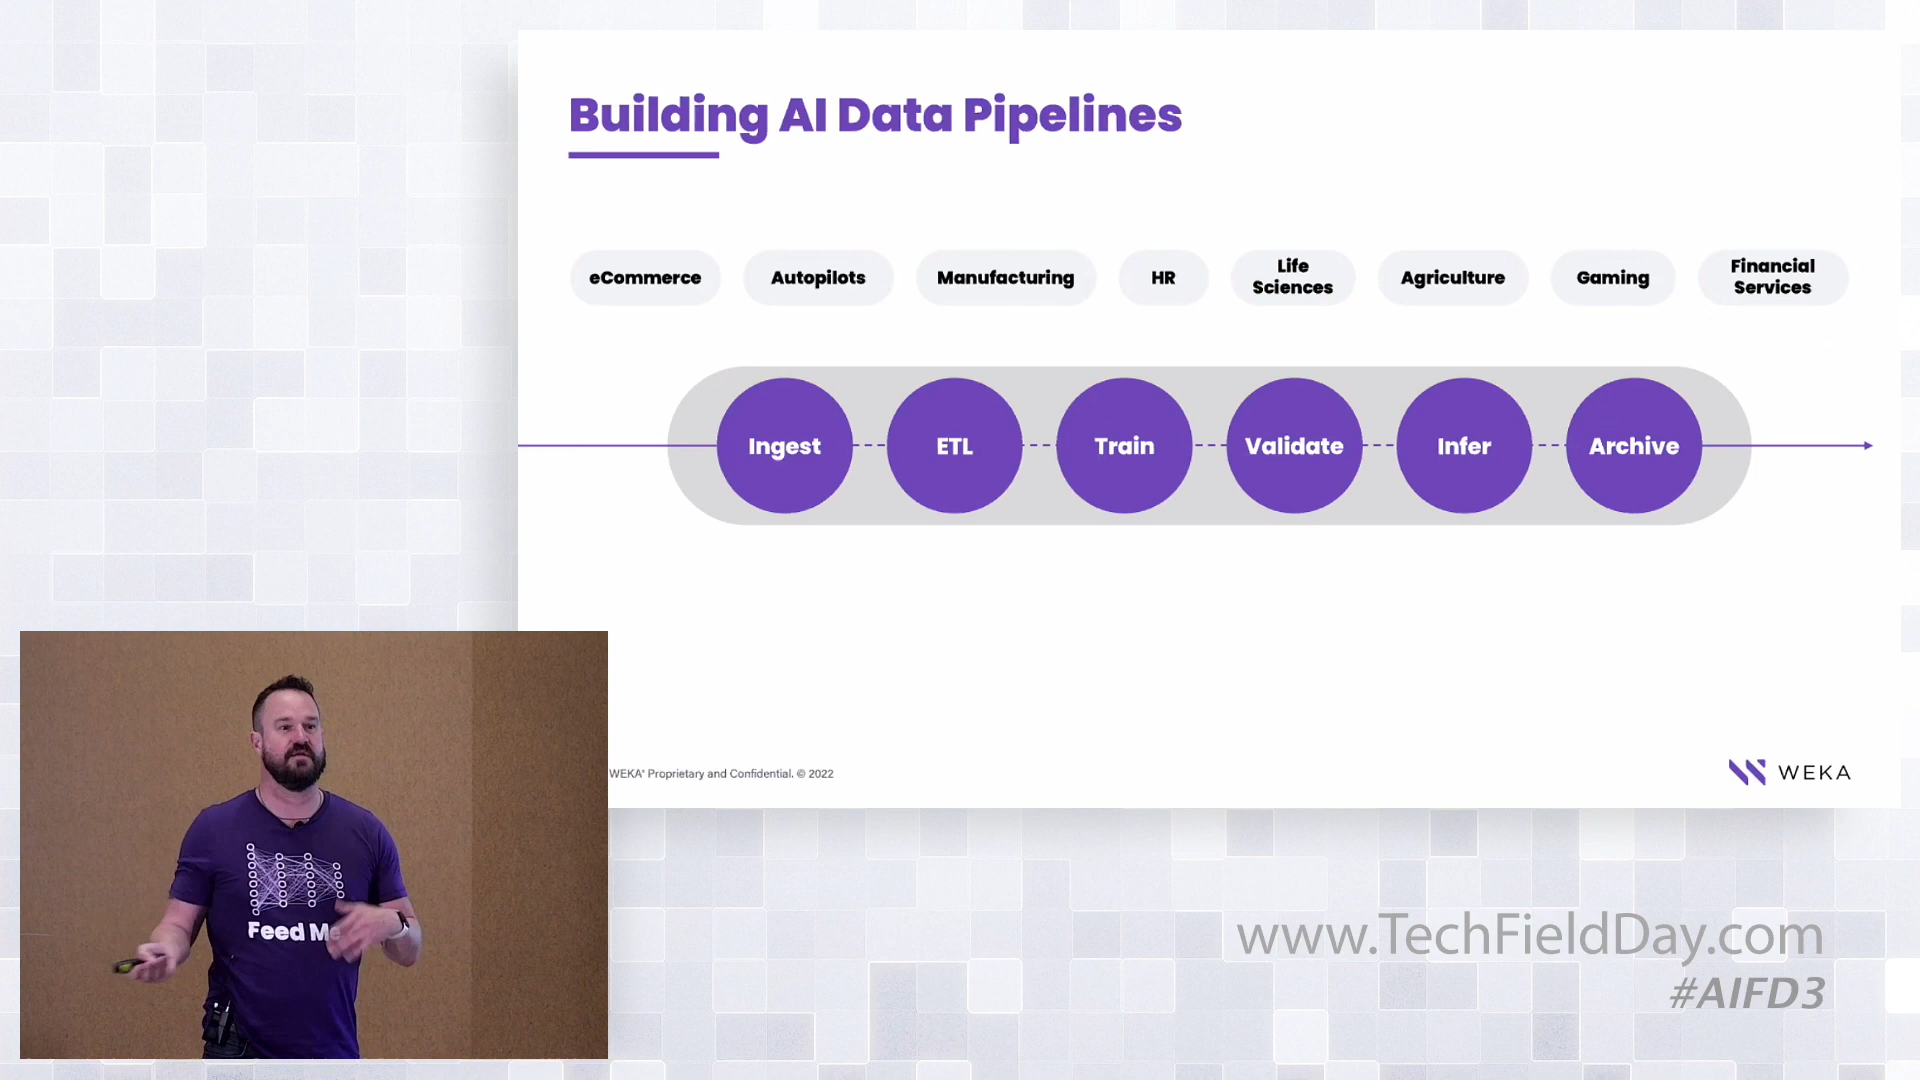 Building AI Data Pipelines
eCommerce
Autopilots
Manufacturing
HR
Life
Sciences
Agriculture
Gaming
Financial
Services
Ingest
ETL
Train
Validate
Infer
Archive
WEKA® Proprietary and Confidential. © 2022
WEKA
Feed Me
www.TechFieldDay.com
#AIFD3